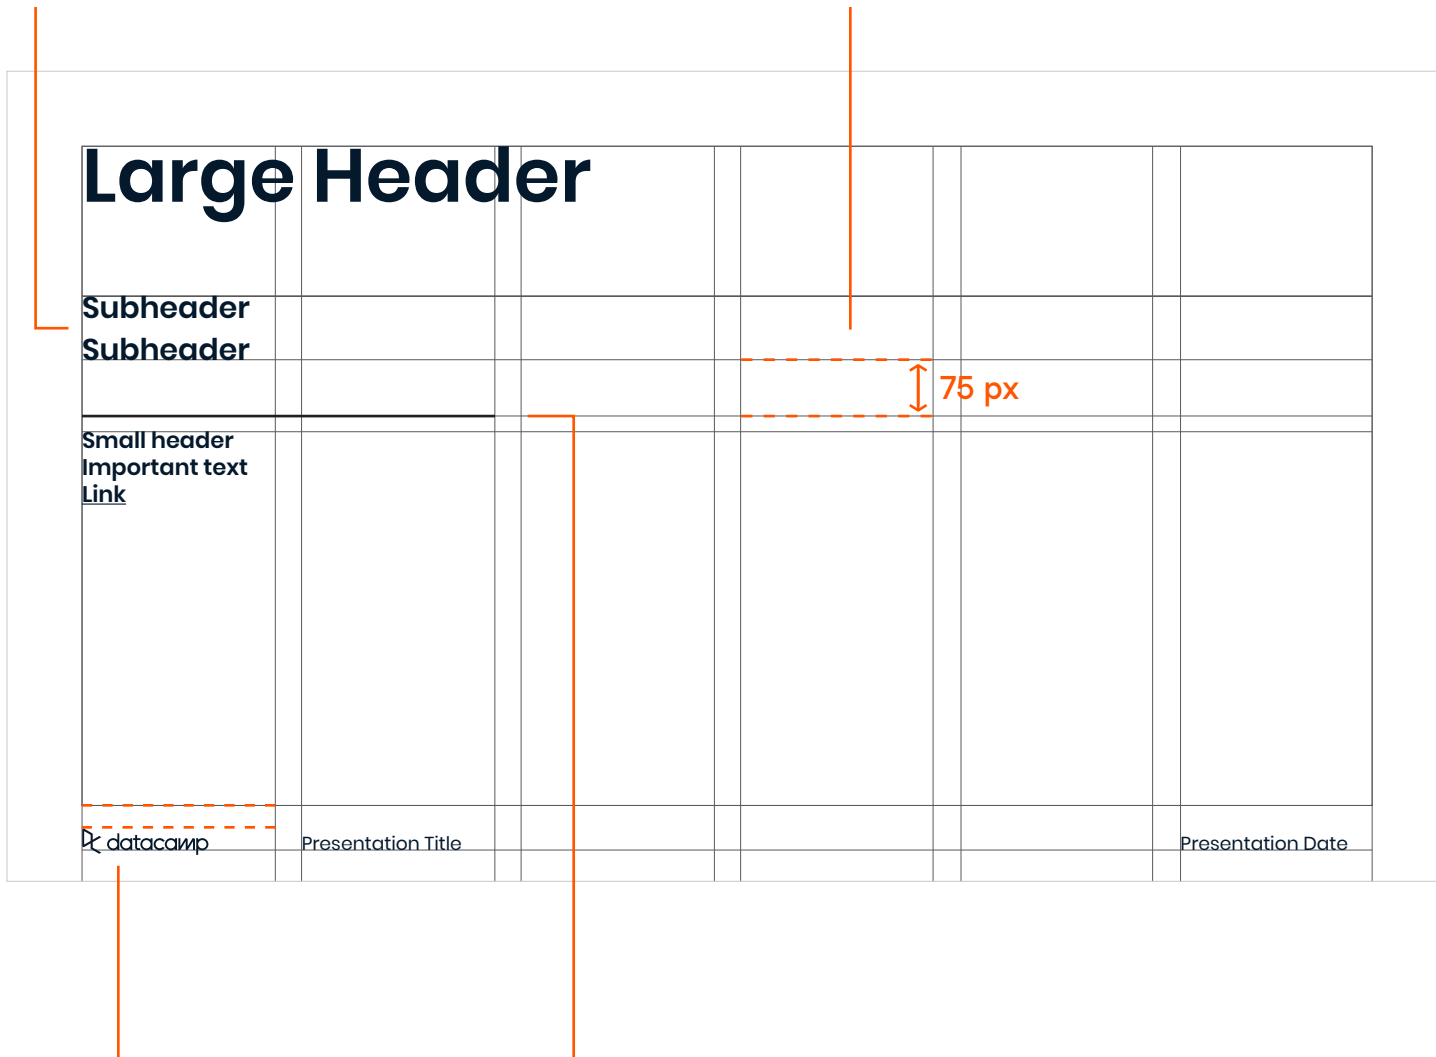 Large Header
Subheader
Subheader
75 px
Small header
Important text
Link
datacamp
Presentation Title
Presentation Date